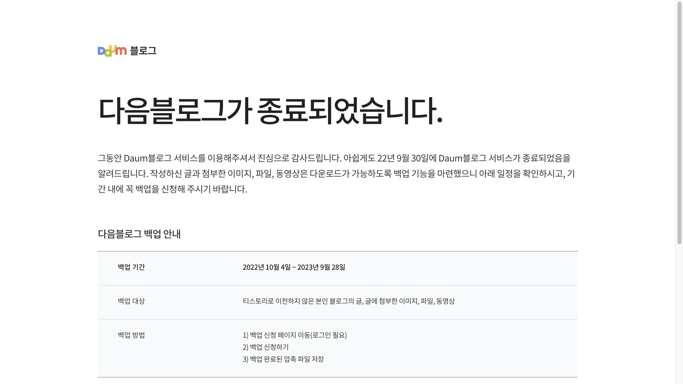 Daum 블로그
다음블로그가 종료되었습니다.
그동안 Daum블로그 서비스를 이용해주셔서 진심으로 감사드립니다. 아쉽게도 22년 9월 30일에 Daum블로그 서비스가 종료되었음을
알려드립니다. 작성하신 글과 첨부한 이미지, 파일, 동영상은 다운로드가 가능하도록 백업 기능을 마련했으니 아래 일정을 확인하시고, 기
간 내에 꼭 백업을 신청해 주시기 바랍니다.
다음블로그 백업 안내
백업 기간 2022년 10월 4일 ~ 2023년 9월 28일
백업 대상 티스토리로 이전하지 않은 본인 블로그의 글, 글에 첨부한 이미지, 파일, 동영상
백업 방법 1) 백업 신청 페이지 이동(로그인 필요)
2) 백업 신청하기
3) 백업 완료된 압축 파일 저장